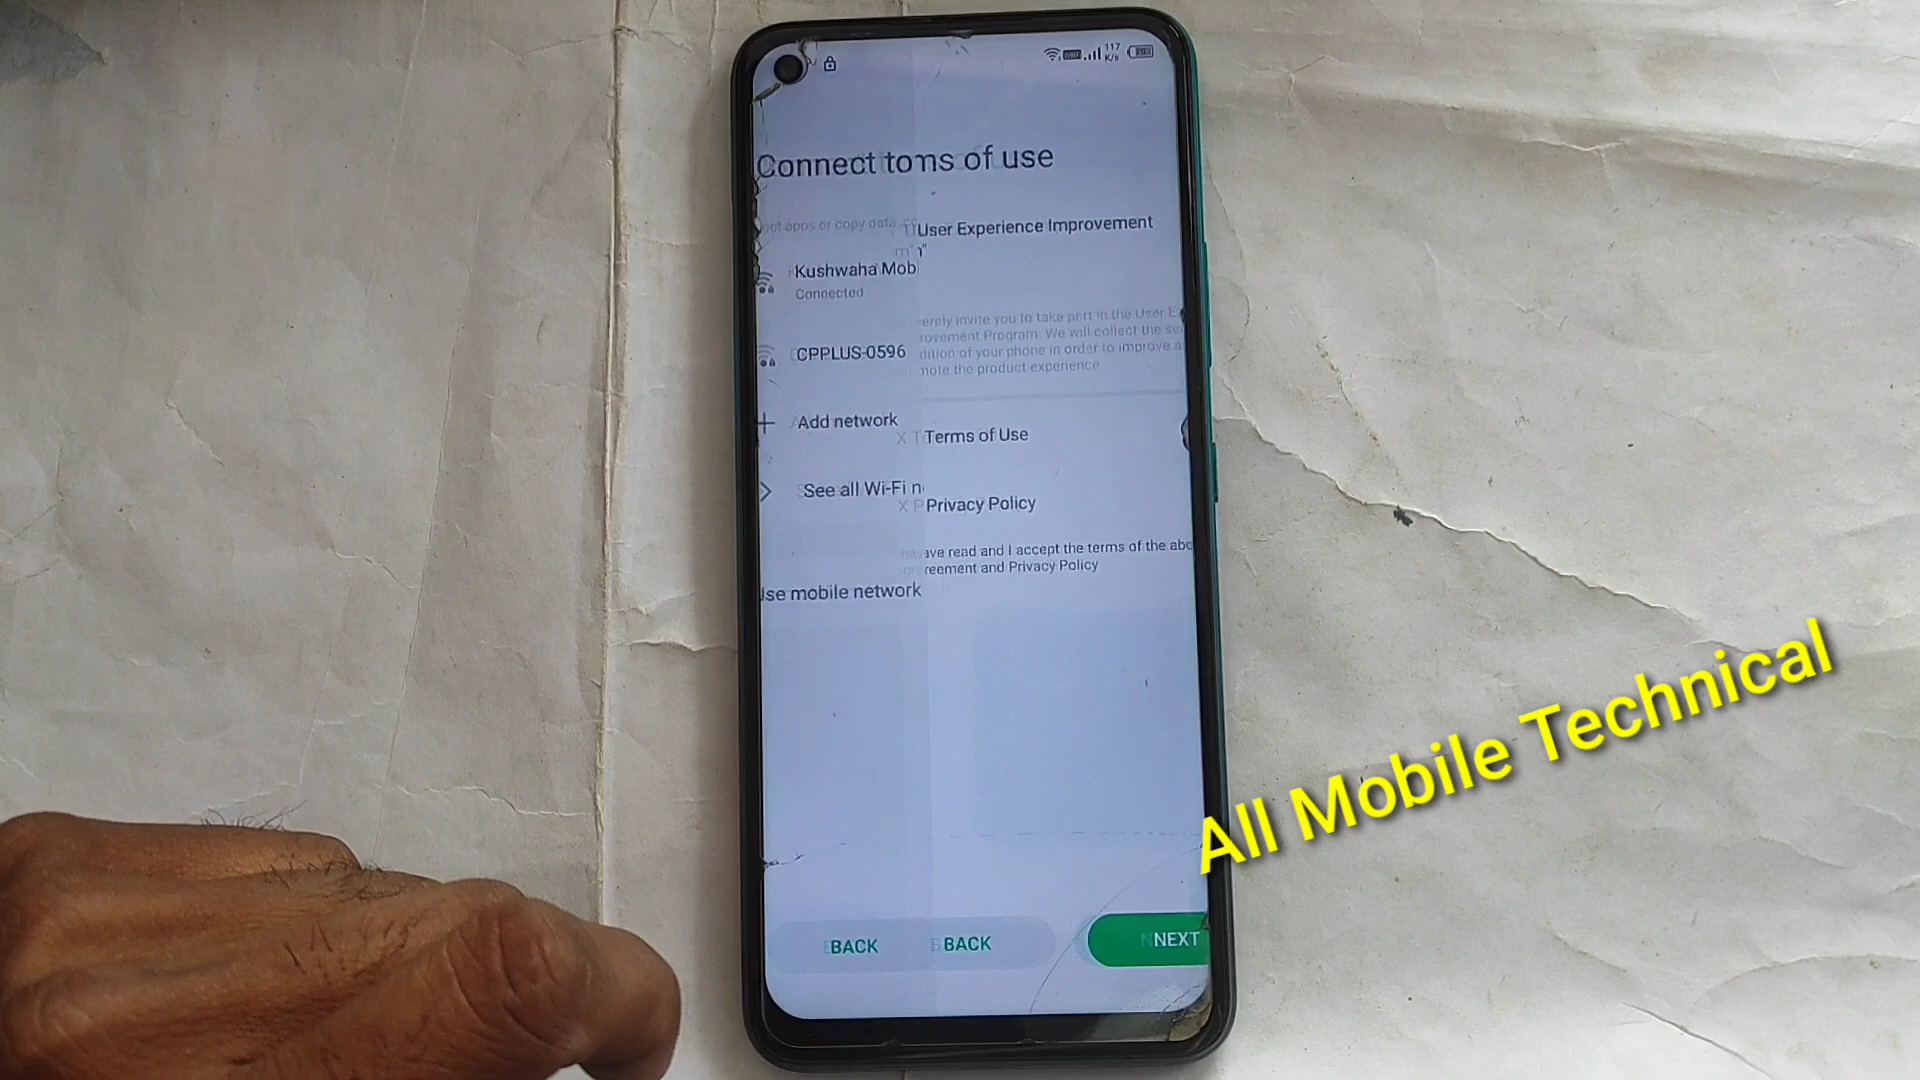 117
K/s
Connect toms of use
apps or copy data
User Experience Improvement
Kushwaha Mob
Connected
erely invite you to take part in the User E
rovement Program. We will collect the
CPPLUS-0596
dition of your phone in order to improve a
mote the product experience
Add network
Terms of Use
See all Wi-Fi n
Privacy Policy
ave read and I accept the terms of the abo
reement and Privacy Policy
Use mobile network
BACK
BACK
NEXT
All Mobile Technical